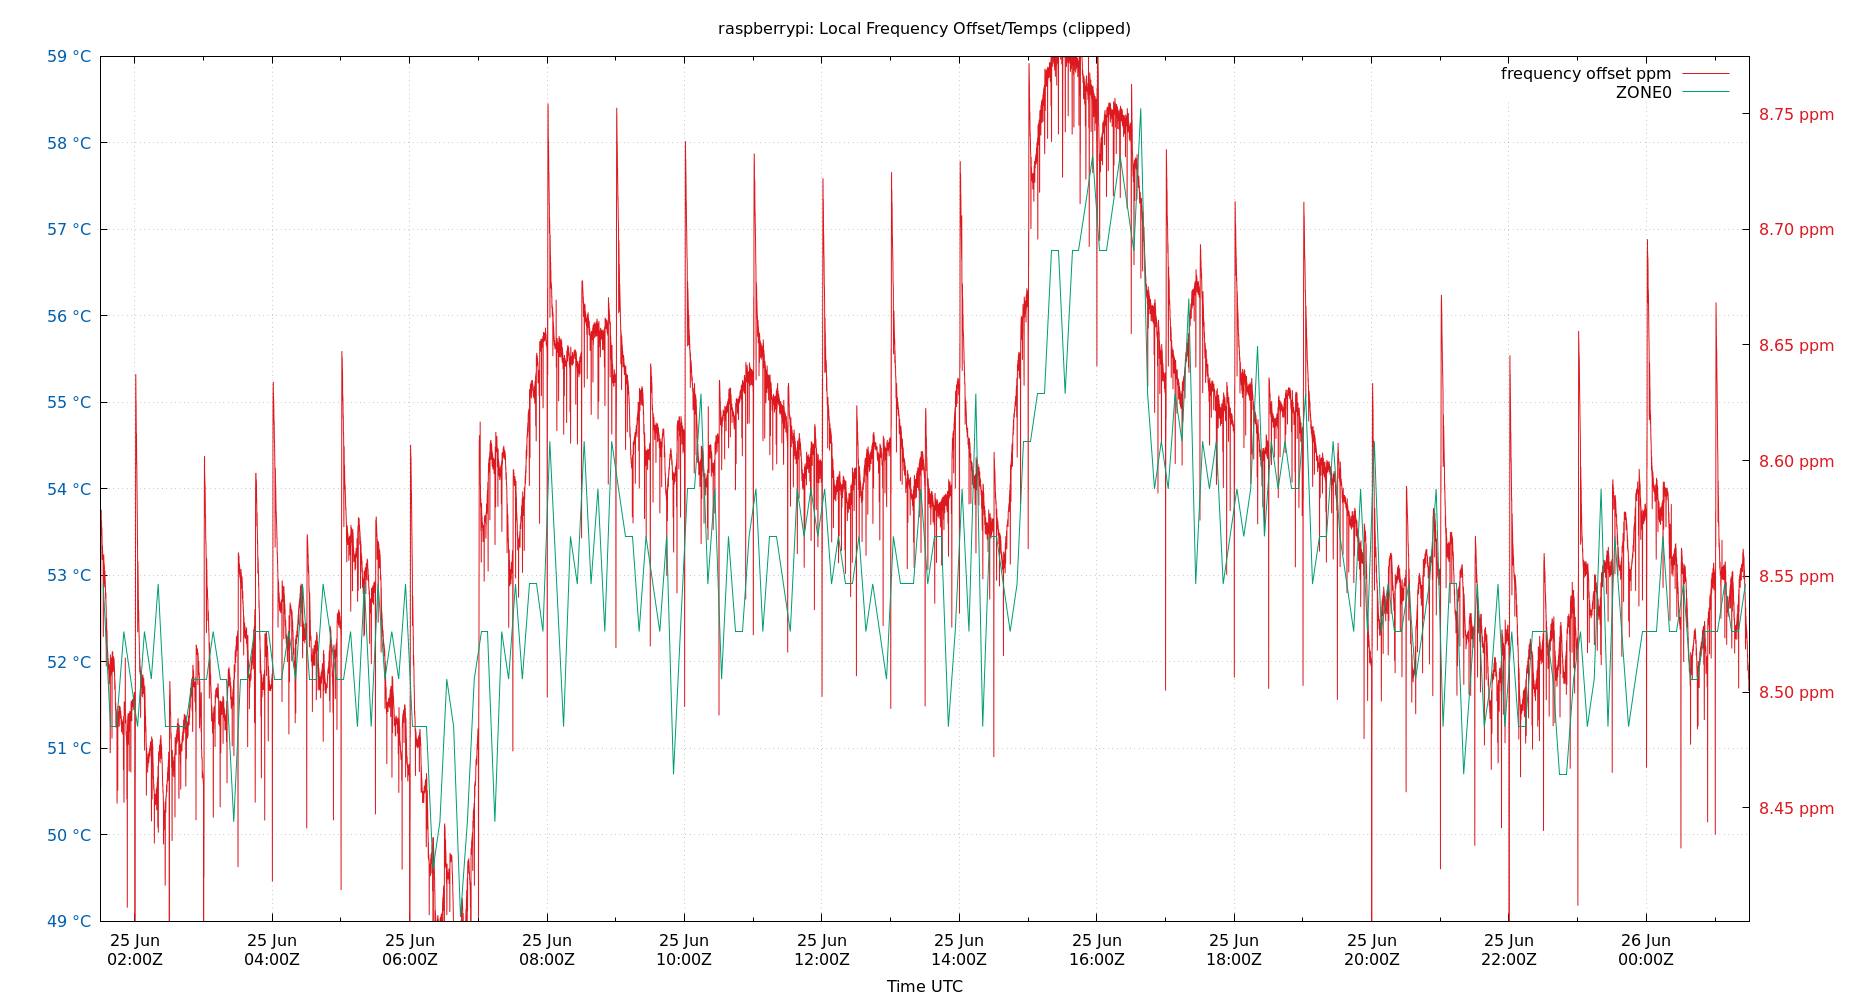 raspberrypi: Local Frequency Offset/Temps (clipped)
59 °C
58 °C
57 °C
56 °C
55 °C
54 °C
53 °C
52 °C
51 °C
50 °C
49 °C
frequency offset ppm
ZONE0
8.75 ppm
8.70 ppm
8.65 ppm
8.60 ppm
8.55 ppm
8.50 ppm
8.45 ppm
25 Jun
02:00Z
25 Jun
04:00Z
25 Jun
06:00Z
25 Jun
08:00Z
25 Jun
10:00Z
25 Jun
12:00Z
25 Jun
14:00Z
25 Jun
16:00Z
25 Jun
18:00Z
25 Jun
20:00Z
25 Jun
22:00Z
26 Jun
00:00Z
Time UTC